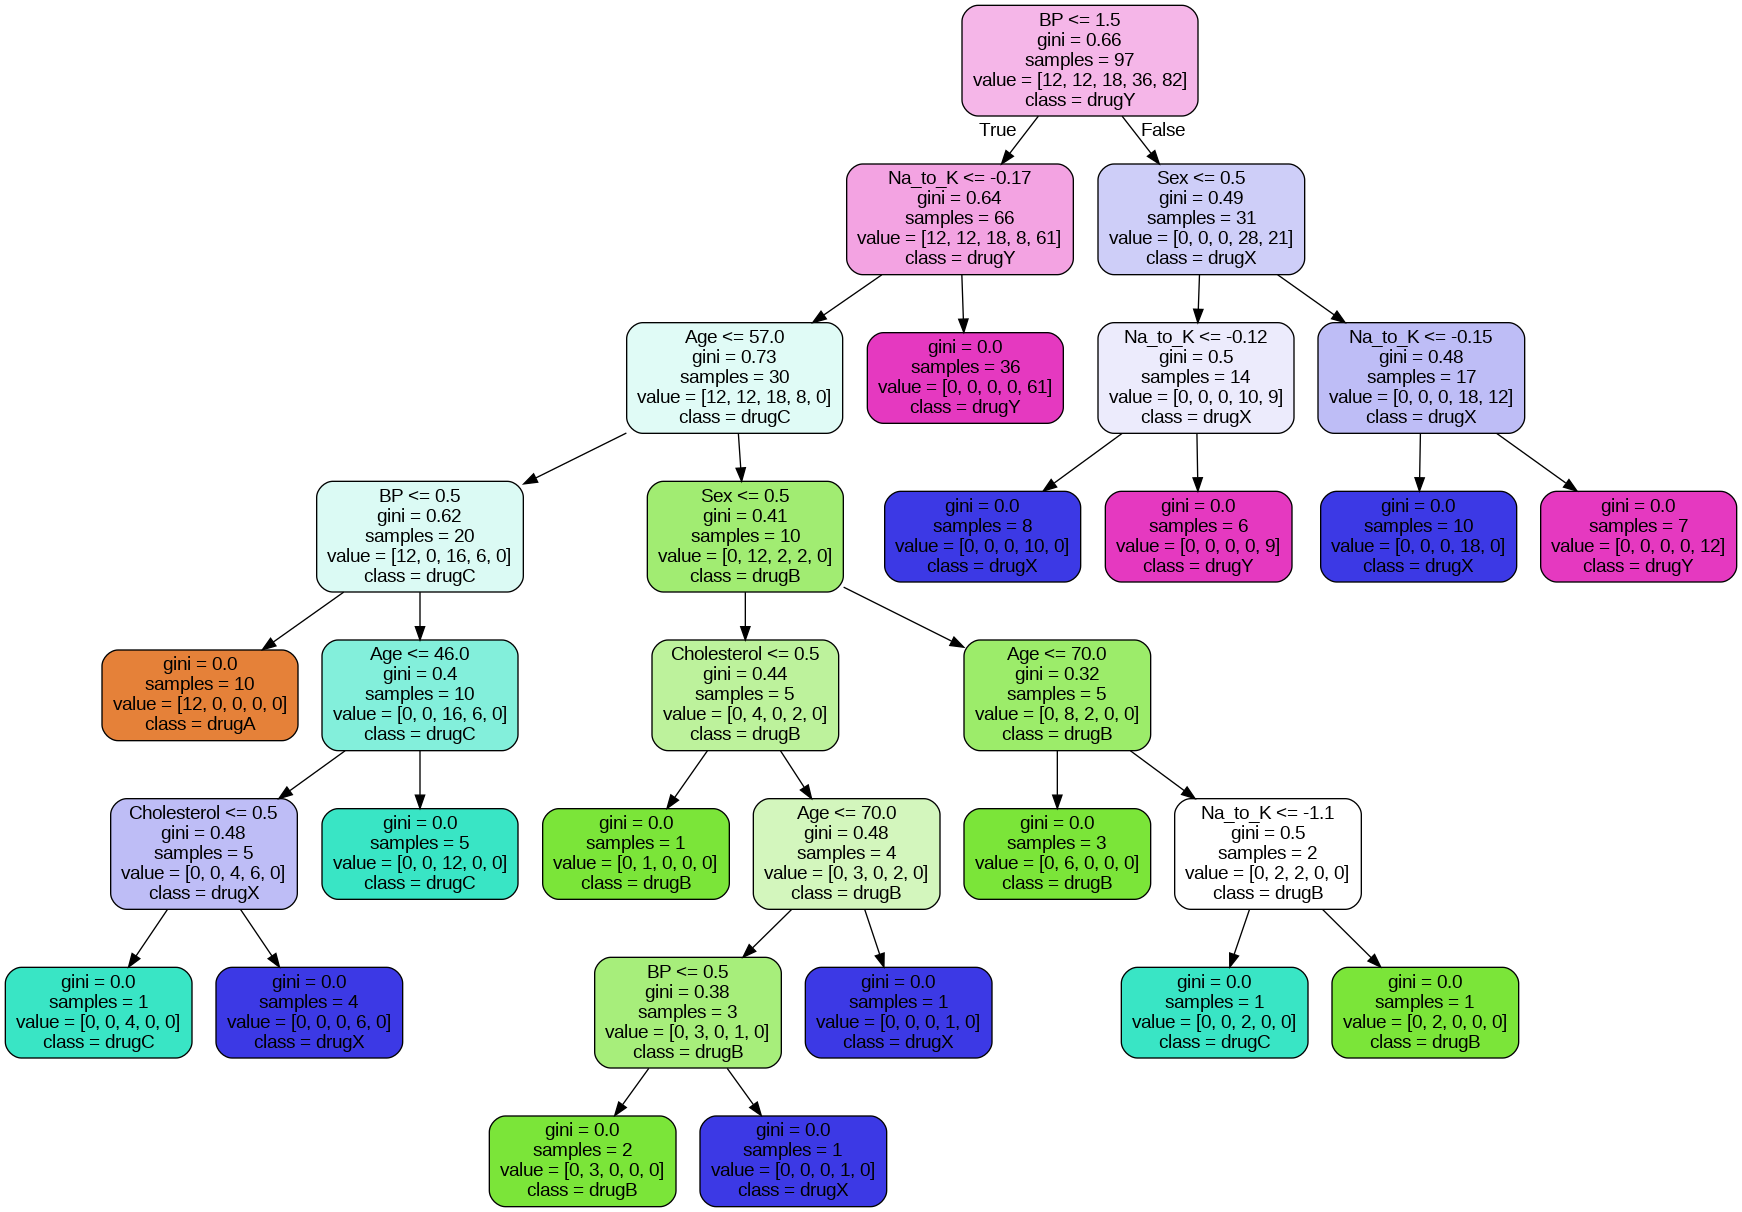 BP <= 1.5
gini = 0.66
samples = 97
value = [12, 12, 18, 36, 82]
class = drugY
True
False
Na_to_K <= -0.17
gini = 0.64
samples = 66
value = [12, 12, 18, 8, 61]
class = drugY
Sex <= 0.5
gini = 0.49
samples = 31
value = [0, 0, 0, 28, 21]
class = drugX
Age <= 57.0
gini = 0.73
samples = 30
value = [12, 12, 18, 8, 0]
class = drugC
gini = 0.0
samples = 36
value = [0, 0, 0, 0, 61]
class = drugY
Na_to_K <= -0.12
gini = 0.5
samples = 14
value = [0, 0, 0, 10, 9]
class = drugX
Na_to_K <= -0.15
gini = 0.48
samples = 17
value = [0, 0, 0, 18, 12]
class = drugX
BP <= 0.5
gini = 0.62
samples = 20
value = [12, 0, 16, 6, 0]
class = drugC
Sex <= 0.5
gini = 0.41
samples = 10
value = [0, 12, 2, 2, 0]
class = drugB
gini = 0.0
samples = 8
value = [0, 0, 0, 10, 0]
class = drugX
gini = 0.0
samples = 6
value = [0, 0, 0, 0, 9]
class = drugY
gini = 0.0
samples = 10
value = [0, 0, 0, 18, 0]
class = drugX
gini = 0.0
samples = 7
value = [0, 0, 0, 0, 12]
class = drugY
gini = 0.0
samples = 10
value = [12, 0, 0, 0, 0]
class = drugA
Age <= 46.0
gini = 0.4
samples = 10
value = [0, 0, 16, 6, 0]
class = drugC
Cholesterol <= 0.5
gini = 0.44
samples = 5
value = [0, 4, 0, 2, 0]
class = drugB
Age <= 70.0
gini = 0.32
samples = 5
value = [0, 8, 2, 0, 0]
class = drugB
Cholesterol <= 0.5
gini = 0.48
samples = 5
value = [0, 0, 4, 6, 0]
class = drugX
gini = 0.0
samples = 5
value = [0, 0, 12, 0, 0]
class = drugC
gini = 0.0
samples = 1
value = [0, 1, 0, 0, 0]
class = drugB
Age <= 70.0
gini = 0.48
samples = 4
value = [0, 3, 0, 2, 0]
class = drugB
gini = 0.0
samples = 3
value = [0, 6, 0, 0, 0]
class = drugB
Na_to_K <= -1.1
gini = 0.5
samples = 2
value = [0, 2, 2, 0, 0]
class = drugB
gini = 0.0
samples = 1
value = [0, 0, 4, 0, 0]
class = drugC
gini = 0.0
samples = 4
value = [0, 0, 0, 6, 0]
class = drugX
BP <= 0.5
gini = 0.38
samples = 3
value = [0, 3, 0, 1, 0]
class = drugB
gini = 0.0
samples = 1
value = [0, 0, 0, 1, 0]
class = drugX
gini = 0.0
samples = 1
value = [0, 0, 2, 0, 0]
class = drugC
gini = 0.0
samples = 1
value = [0, 2, 0, 0, 0]
class = drugB
gini = 0.0
samples = 2
value = [0, 3, 0, 0, 0]
class = drugB
gini = 0.0
samples = 1
value = [0, 0, 0, 1, 0]
class = drugX